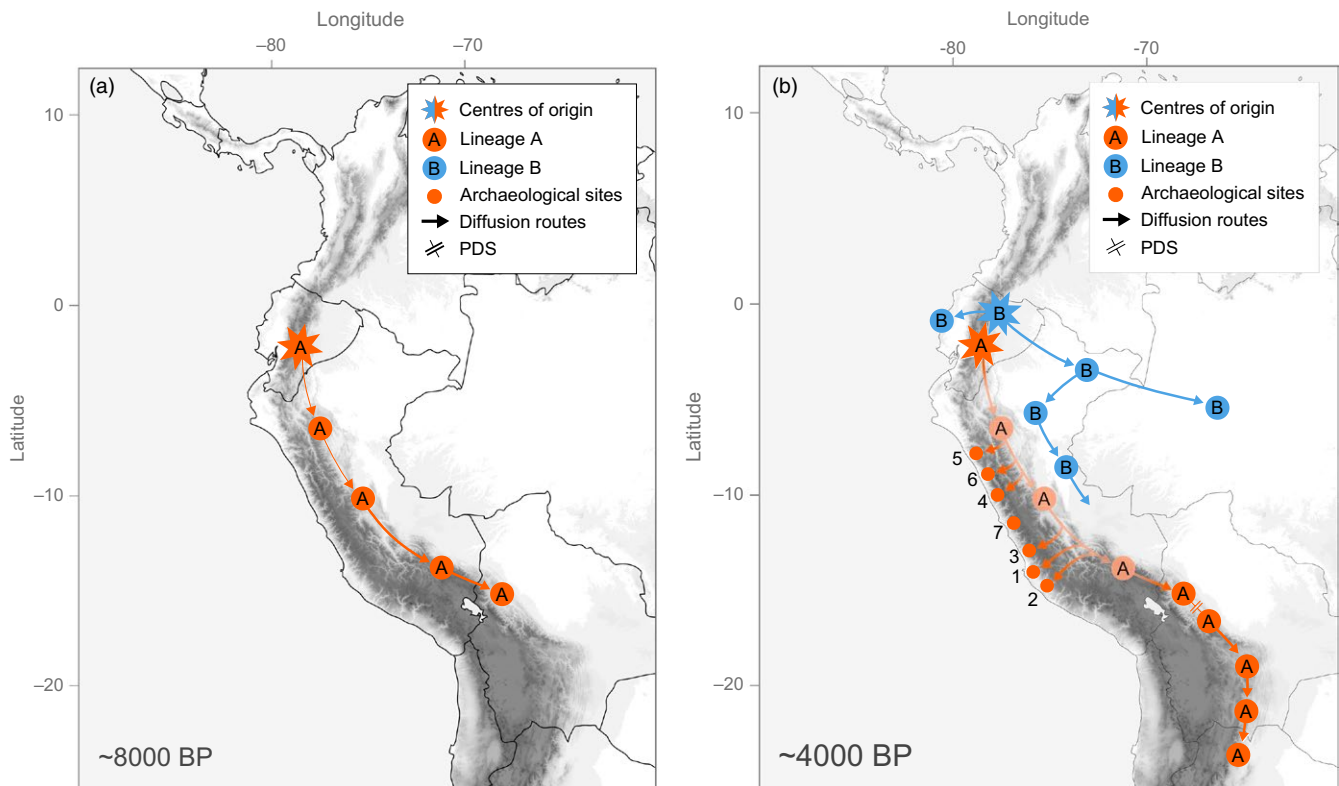 Longitude
–80
–70
(a)
Centres of origin
A Lineage A
B Lineage B
Archaeological sites
Diffusion routes
PDS
10
0
–10
–20
Latitude
A
A
A
A
A
~8000 BP
Longitude
-80
-70
(b)
Centres of origin
A Lineage A
B Lineage B
Archaeological sites
Diffusion routes
PDS
10
0
–10
–20
Latitude
B
B
A
B
B
B
A
5
B
6
4
A
7
3
1
A
2
A
A
A
A
A
~4000 BP